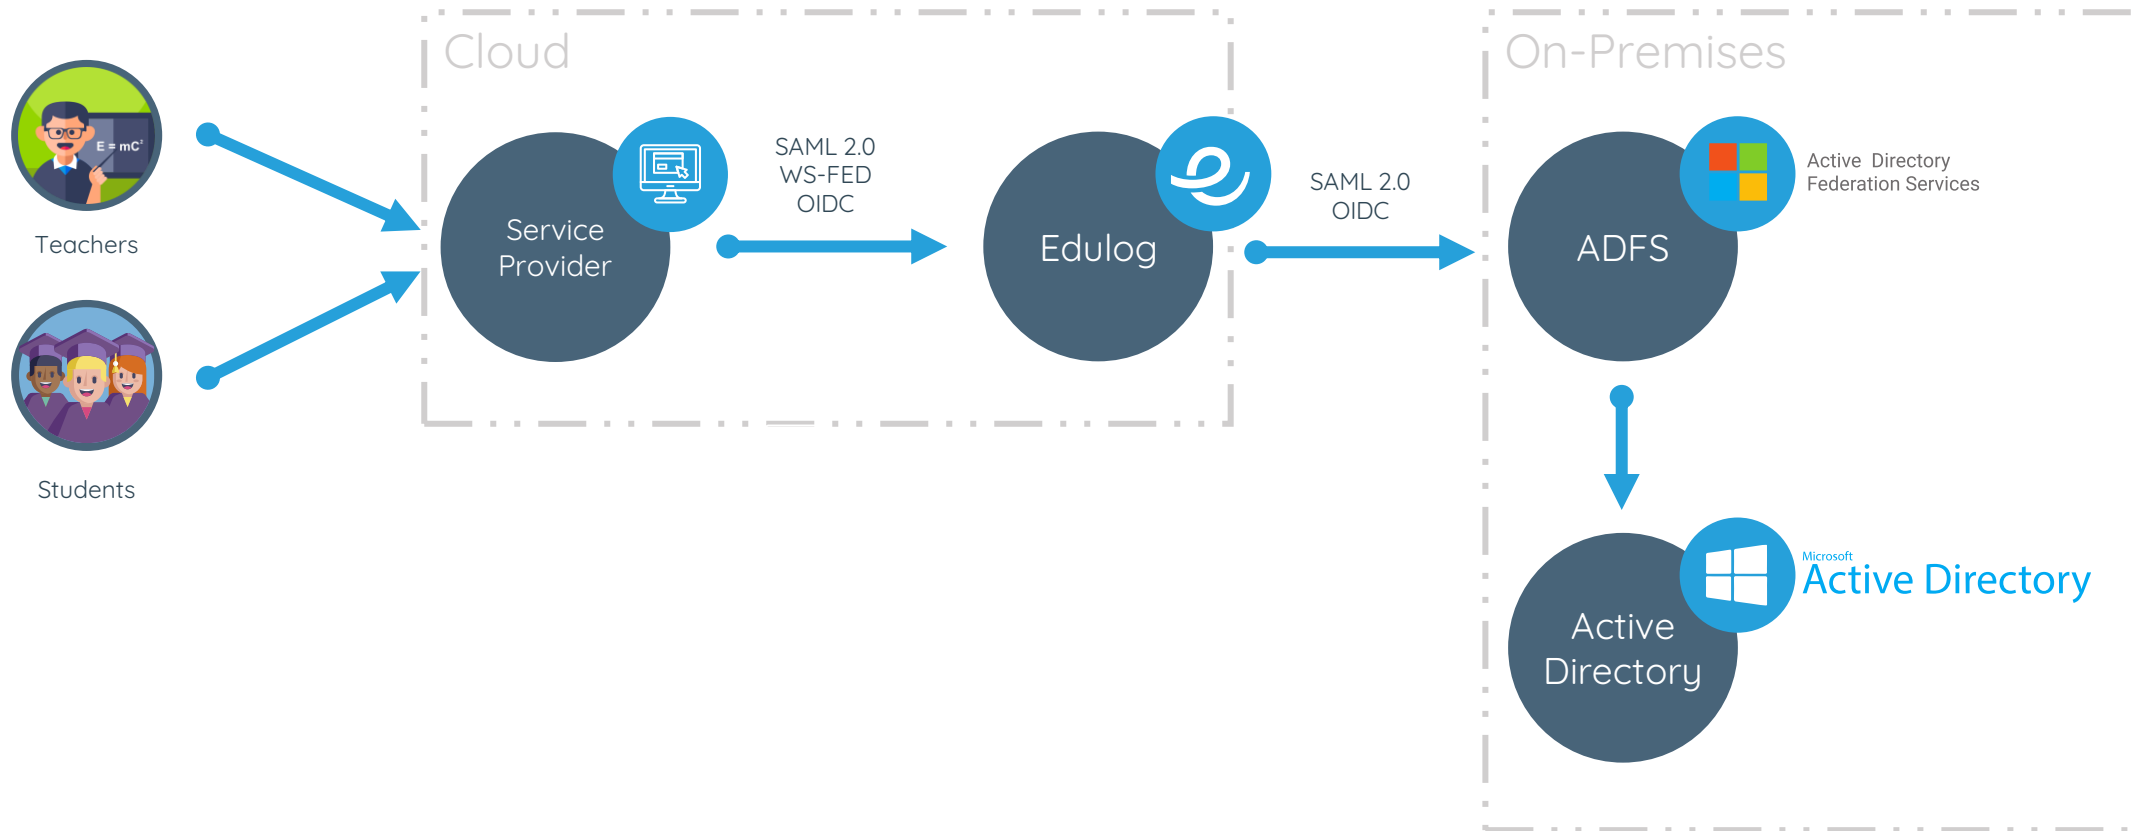 Cloud
On-Premises
E = mC²
Teachers
Students
Service
Provider
SAML 2.0
WS-FED
OIDC
Edulog
SAML 2.0
OIDC
ADFS
Active Directory
Federation Services
Active
Directory
Microsoft
Active Directory